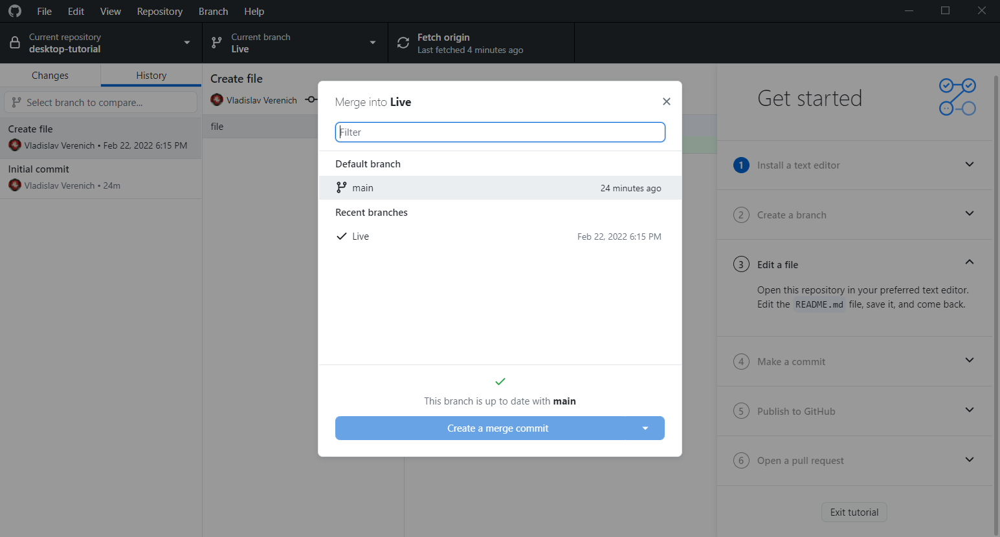 File Edit View Repository Branch Help
Current repository
desktop-tutorial
Current branch
Live
Fetch origin
Last fetched 4 minutes ago
Changes History
Select branch to compare...
Create file
Vladislav Verenich • Feb 22, 2022 6:15 PM
Initial commit
Vladislav Verenich • 24m
Create file
Vladislav Verenich
file
Merge into Live
Filter
Default branch
main 24 minutes ago
Recent branches
Live Feb 22, 2022 6:15 PM
This branch is up to date with main
Create a merge commit
Get started
1 Install a text editor
2 Create a branch
3 Edit a file
Open this repository in your preferred text editor.
Edit the README.md file, save it, and come back.
4 Make a commit
5 Publish to GitHub
6 Open a pull request
Exit tutorial